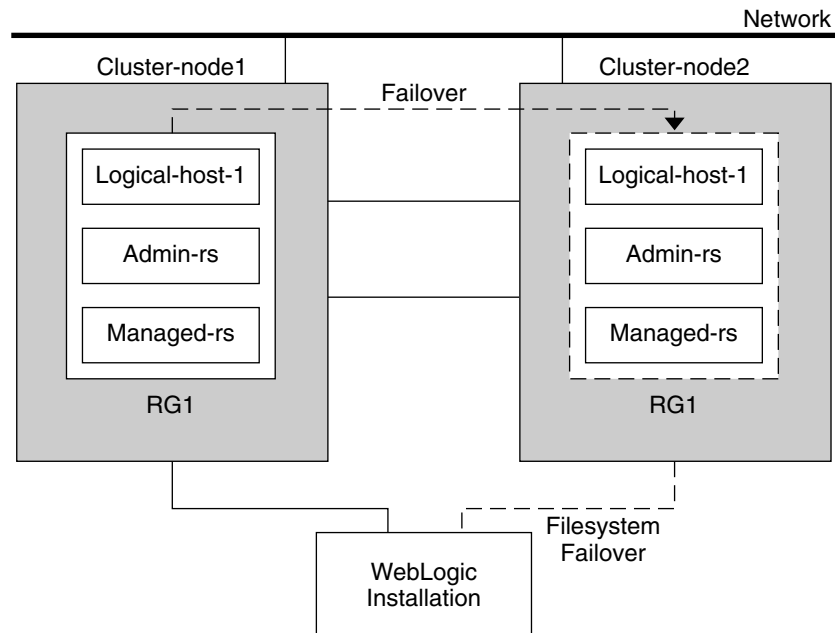 Network
Cluster-node1
Cluster-node2
Failover
Logical-host-1
Admin-rs
Managed-rs
RG1
Logical-host-1
Admin-rs
Managed-rs
RG1
Filesystem
Failover
WebLogic
Installation